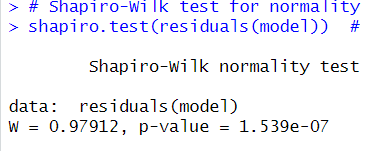 > # Shapiro-Wilk test for normality
> shapiro.test(residuals(model))  #
Shapiro-Wilk normality test
data:  residuals(model)
W = 0.97912, p-value = 1.539e-07